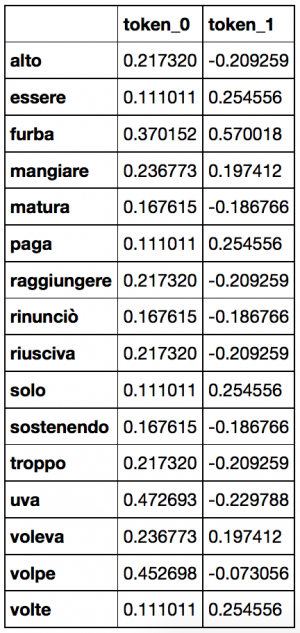 token_0 token_1
alto 0.217320 -0.209259
essere 0.111011 0.254556
furba 0.370152 0.570018
mangiare 0.236773 0.197412
matura 0.167615 -0.186766
paga 0.111011 0.254556
raggiungere 0.217320 -0.209259
rinunciò 0.167615 -0.186766
riusciva 0.217320 -0.209259
solo 0.111011 0.254556
sostenendo 0.167615 -0.186766
troppo 0.217320 -0.209259
uva 0.472693 -0.229788
voleva 0.236773 0.197412
volpe 0.452698 -0.073056
volte 0.111011 0.254556